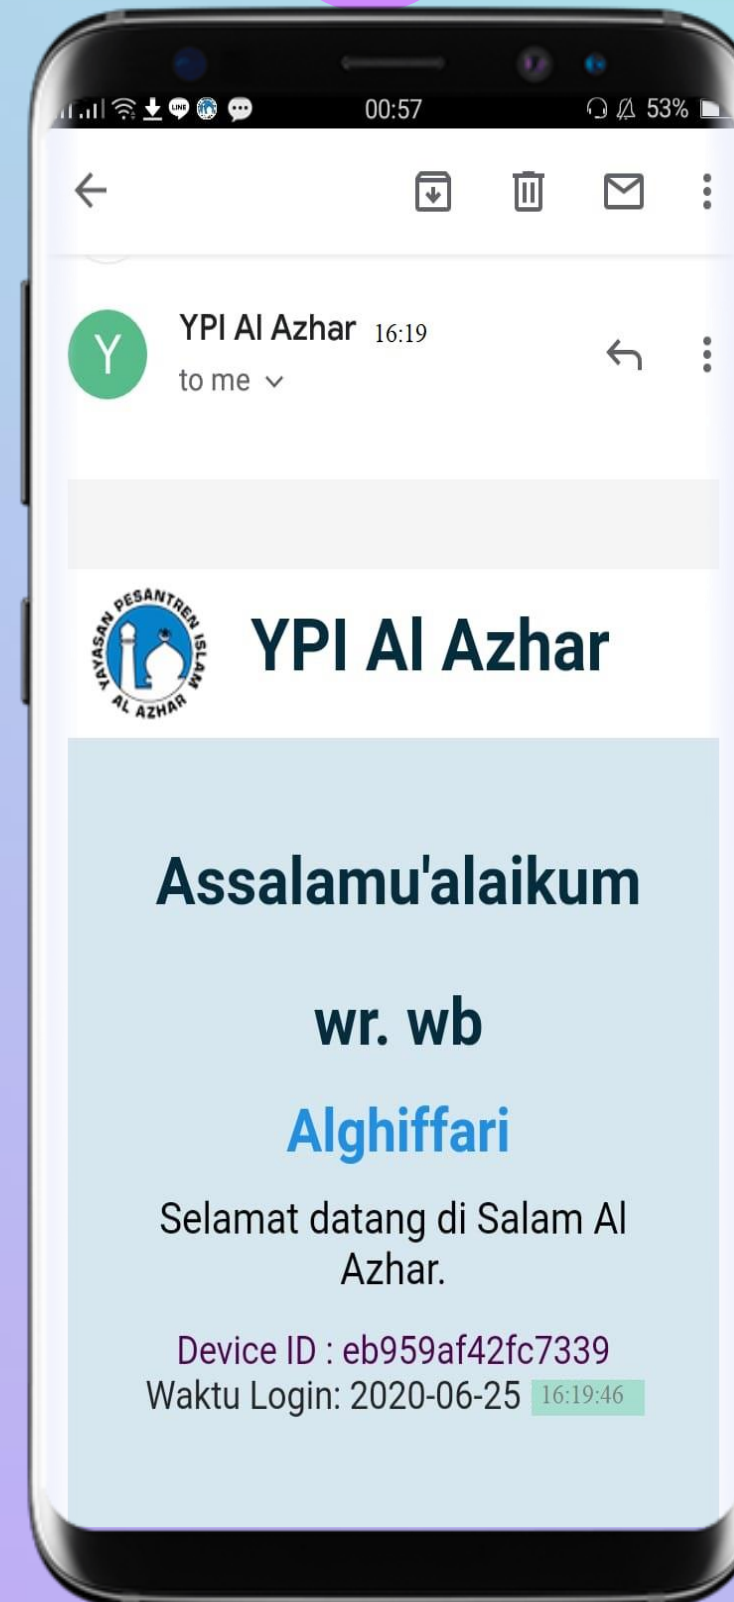 00:57
53%
LINE
YPI Al Azhar 16:19
Y
to me
YAYASAN PESANTREN ISLAM
AL AZHAR
YPI Al Azhar
Assalamu'alaikum
wr. wb
Alghiffari
Selamat datang di Salam Al
Azhar.
Device ID : eb959af42fc7339
Waktu Login: 2020-06-25 16:19:46